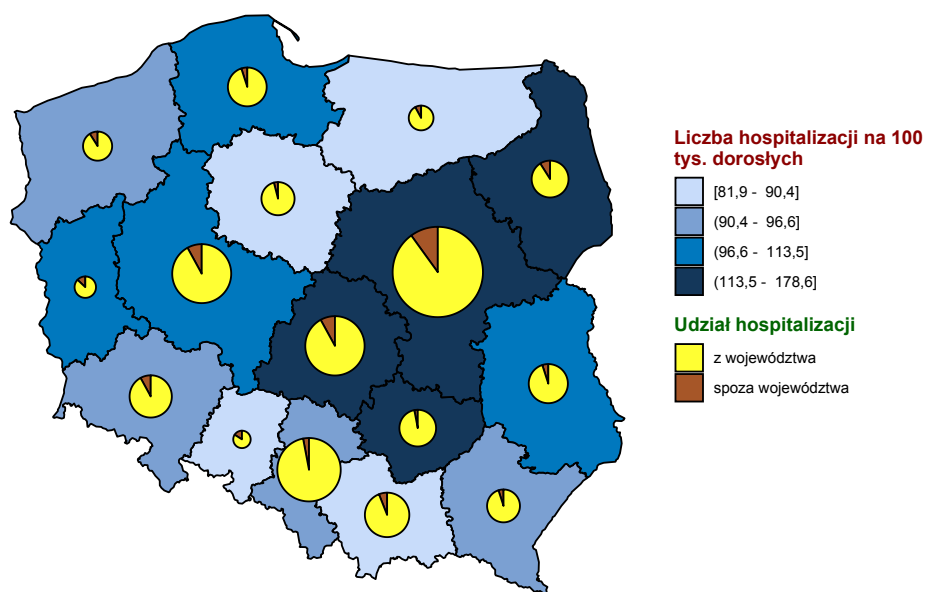 Liczba hospitalizacji na 100
tys. dorosłych
[81,9 - 90,4]
(90,4 - 96,6]
(96,6 - 113,5]
(113,5 - 178,6]
Udział hospitalizacji
z województwa
spoza województwa